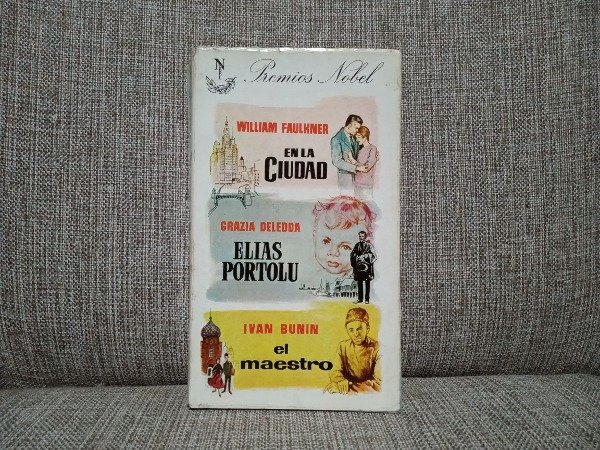 N
Premios Nobel
WILLIAM FAULKNER
EN LA
CIUDAD
GRAZIA DELEDDA
ELIAS
PORTOLU
IVAN BUNIN
el
maestro